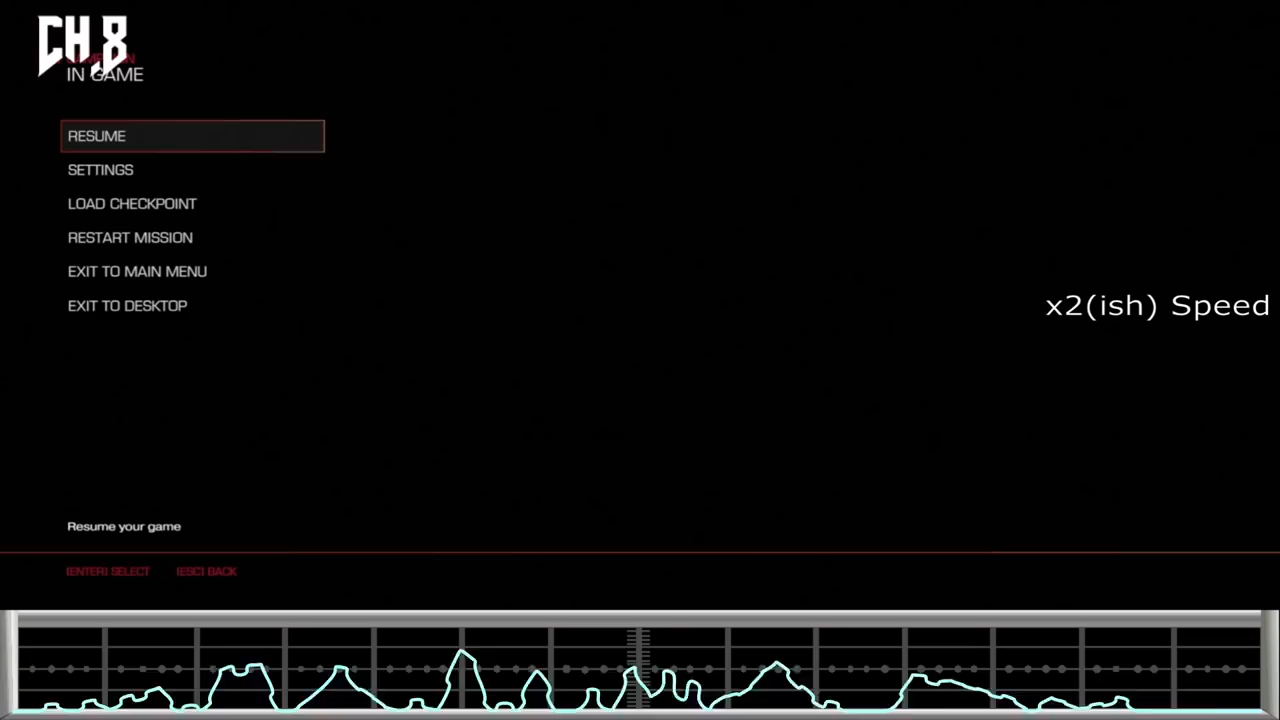 CH.8
CAMPAIGN
IN GAME
RESUME
SETTINGS
LOAD CHECKPOINT
RESTART MISSION
EXIT TO MAIN MENU
EXIT TO DESKTOP
x2(ish) Speed
Resume your game
[ENTER] SELECT [ESC] BACK